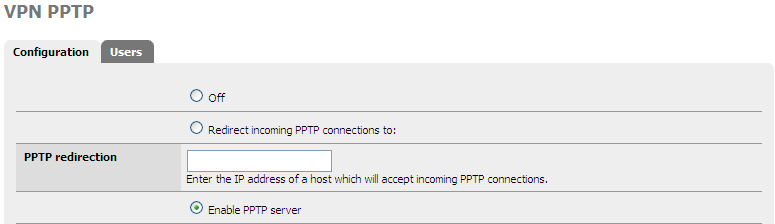 VPN PPTP
Configuration Users
Off
Redirect incoming PPTP connections to:
PPTP redirection
Enter the IP address of a host which will accept incoming PPTP connections.
Enable PPTP server